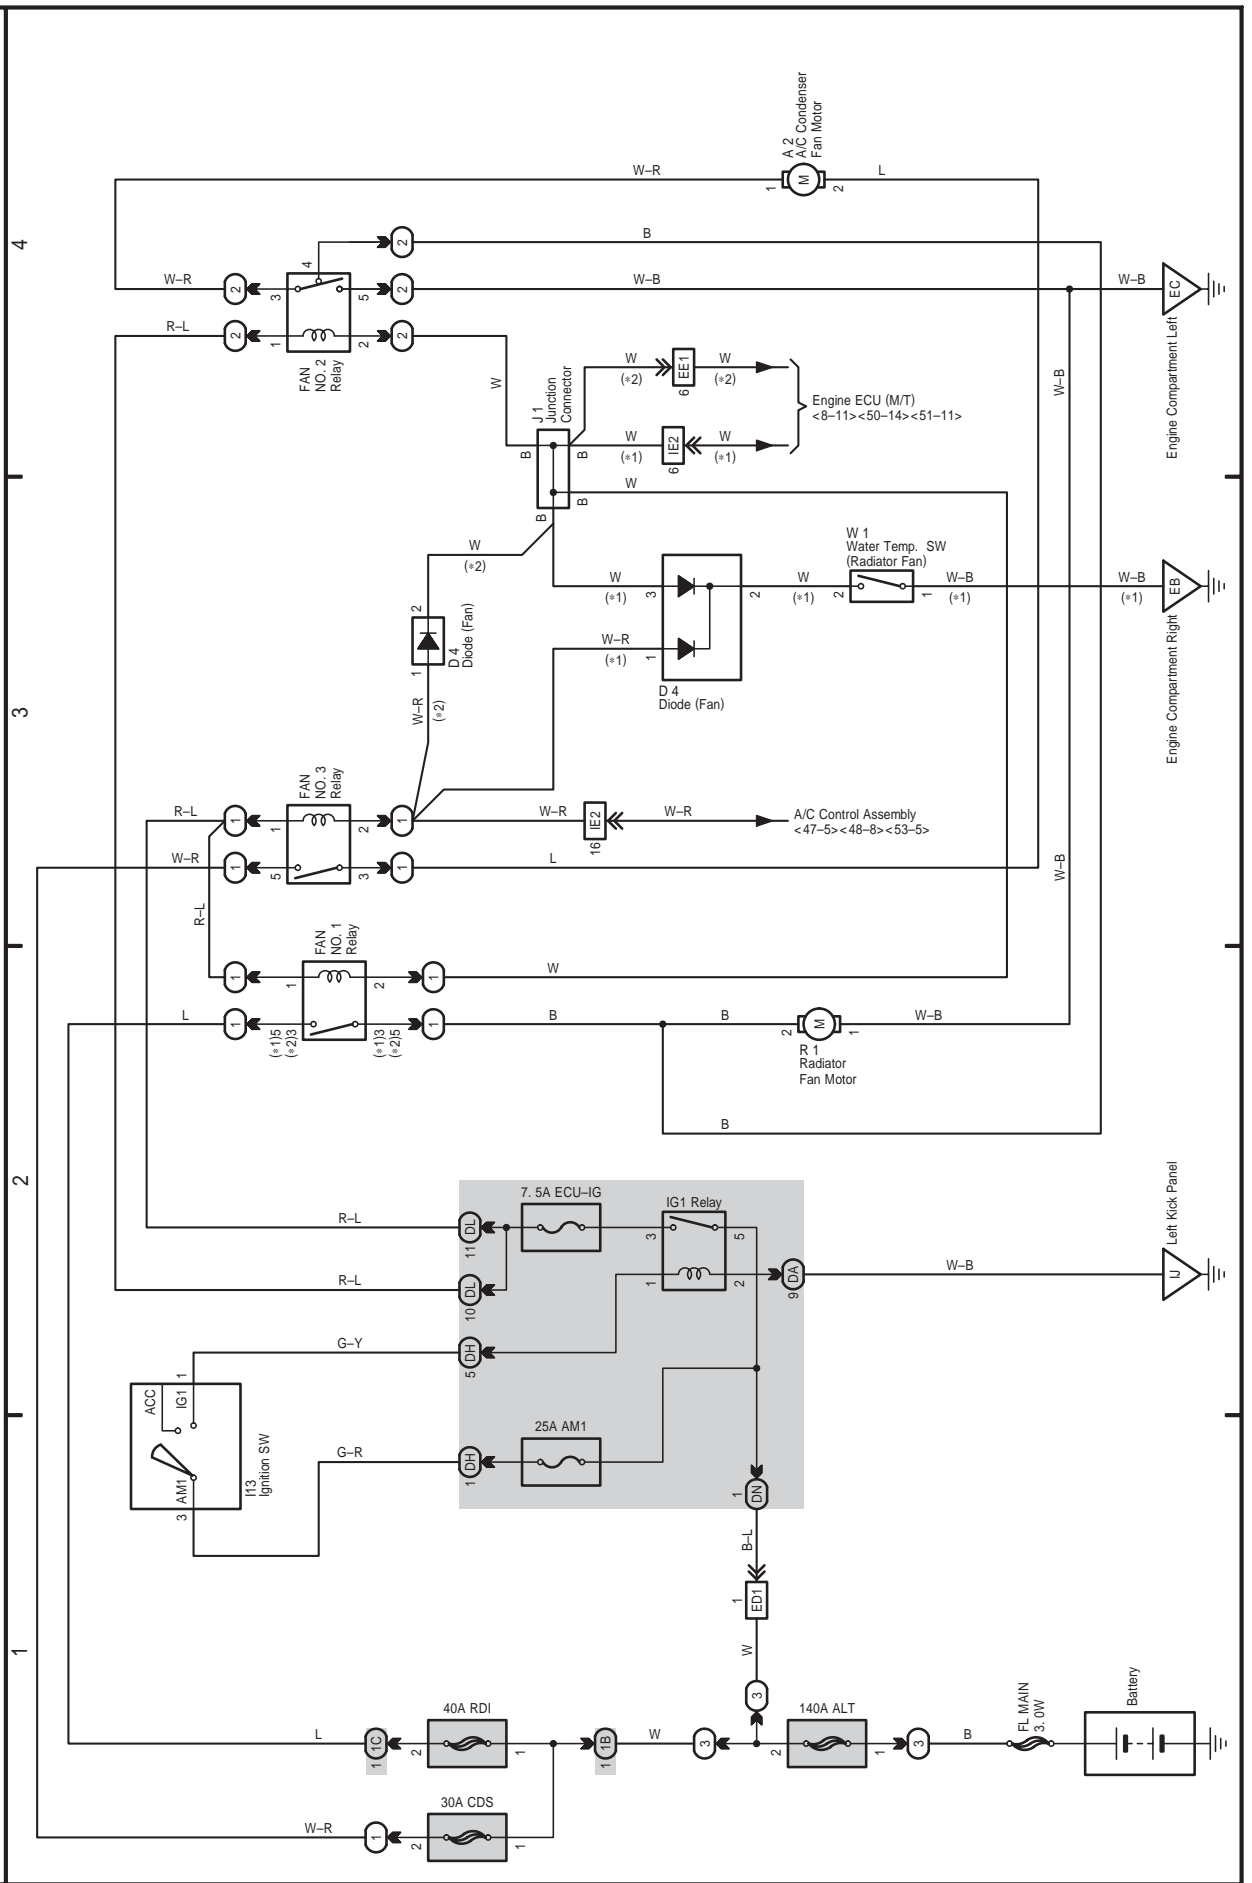 4
3
2
1
A 2
A/C Condenser
Fan Motor
W–R
1
M
2
L
B
W–R
2
3
4
2
5
2
W–B
W–B
EC
Engine Compartment Left
R–L
2
1
2
2
FAN
NO. 2
Relay
W
J 1
Junction
Connector
B
B
B
B
W
(*2)
6
EE1
W
(*2)
W
(*1)
6
IE2
W
(*1)
Engine ECU (M/T)
<8–11><50–14><51–11>
W–B
W
W
(*2)
2
1
D 4
Diode (Fan)
W–R
(*2)
W
(*1)
3
W–R
(*1)
1
2
D 4
Diode (Fan)
W
(*1)
W 1
Water Temp. SW
(Radiator Fan)
2
1
W–B
(*1)
W–B
(*1)
EB
Engine Compartment Right
FAN
NO. 3
Relay
R–L
1
1
2
1
W–R
16
IE2
W–R
A/C Control Assembly
<47–5><48–8><53–5>
W–R
1
5
3
1
L
W–B
R–L
FAN
NO. 1
Relay
1
1
2
1
W
L
1
(*1)5
(*2)3
(*1)3
(*2)5
1
B
B
2
M
1
W–B
R 1
Radiator
Fan Motor
B
7. 5A ECU–IG
IG1 Relay
R–L
11
DL
3
5
R–L
10
DL
1
2
9
DA
W–B
IJ
Left Kick Panel
G–Y
5
DH
ACC
IG1
1
AM1
3
I13
Ignition SW
G–R
1
DH
25A AM1
1
DN
B–L
1
ED1
W
3
L
1
1C
40A RDI
2
1
1
1B
W
3
140A ALT
2
1
3
B
FL MAIN
3. 0W
Battery
W–R
1
30A CDS
2
1